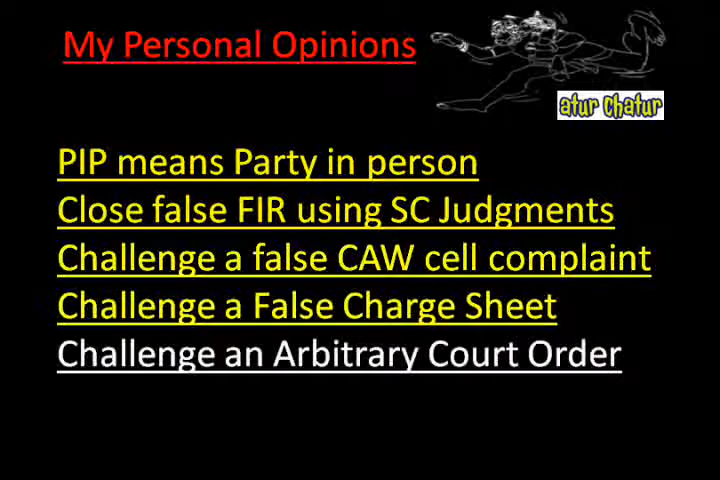 My Personal Opinions
atur chatur
PIP means Party in person
Close false FIR using SC Judgments
Challenge a false CAW cell complaint
Challenge a False Charge Sheet
Challenge an Arbitrary Court Order